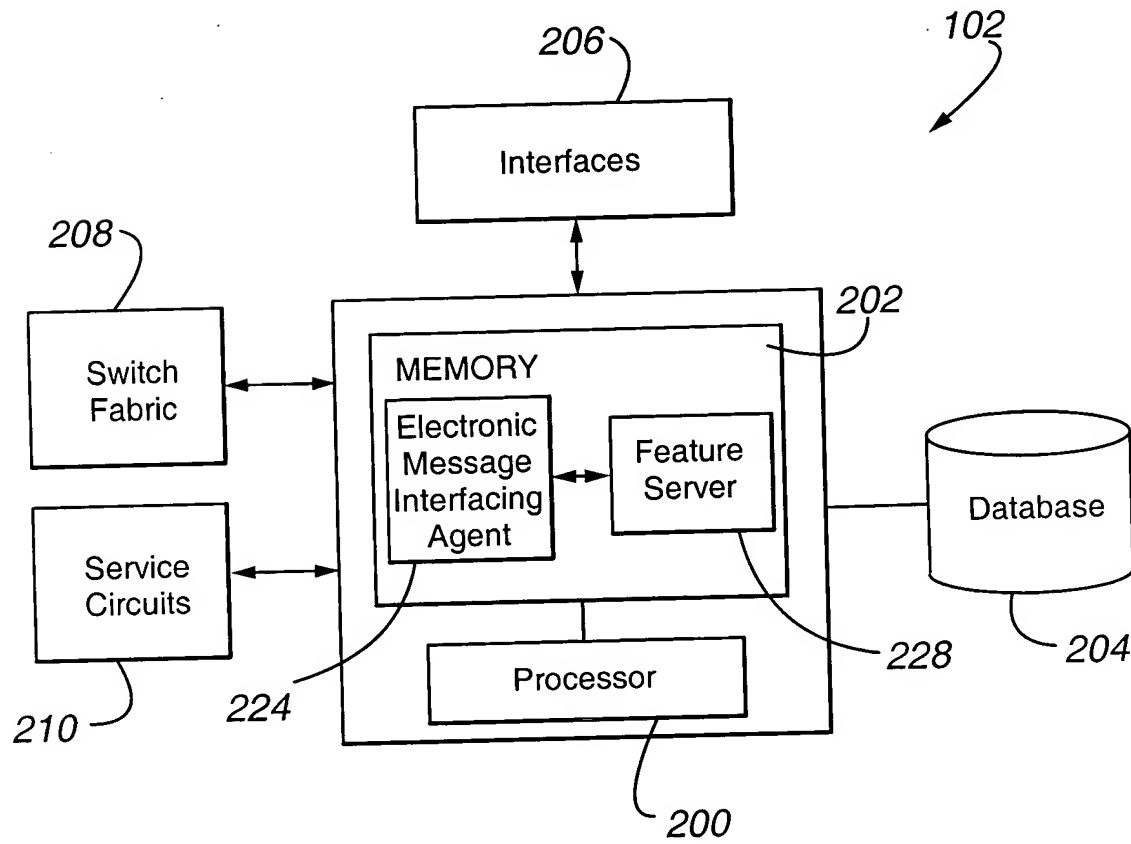 206
102
Interfaces
208
202
Switch
Fabric
MEMORY
Electronic
Message
Interfacing
Agent
Feature
Server
Database
Service
Circuits
224
228
204
Processor
210
200